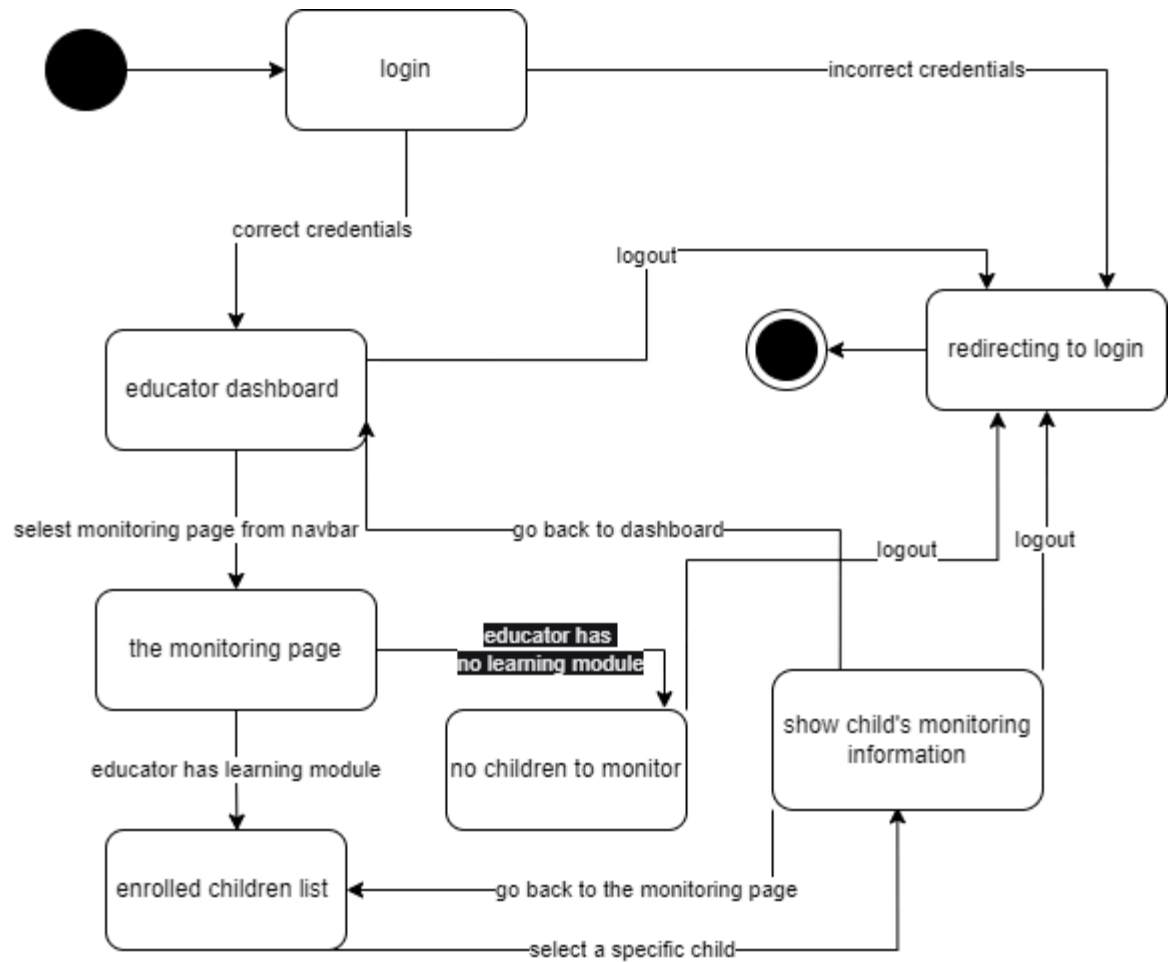 login
incorrect credentials
correct credentials
logout
redirecting to login
educator dashboard
selest monitoring page from navbar
go back to dashboard
logout
logout
the monitoring page
educator has
no learning module
show child's monitoring
information
no children to monitor
educator has learning module
enrolled children list
go back to the monitoring page
select a specific child